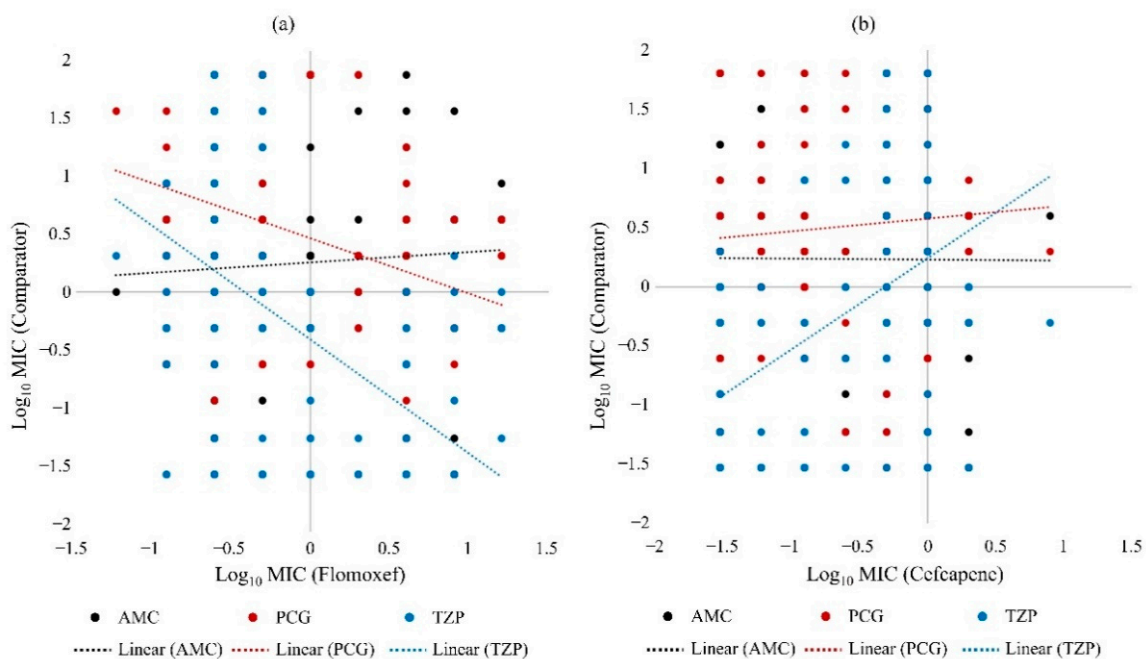 (a)
2
1.5
1
0.5
0
−0.5
−1
−1.5
−2
−1.5 −1 −0.5 0 0.5 1 1.5
Log10 MIC (Comparator)
Log10 MIC (Flomoxef)
AMC PCG TZP
Linear (AMC) Linear (PCG) Linear (TZP)
(b)
2
1.5
1
0.5
0
−0.5
−1
−1.5
−2
−2 −1.5 −1 −0.5 0 0.5 1 1.5
Log10 MIC (Comparator)
Log10 MIC (Cefcapene)
AMC PCG TZP
Linear (AMC) Linear (PCG) Linear (TZP)